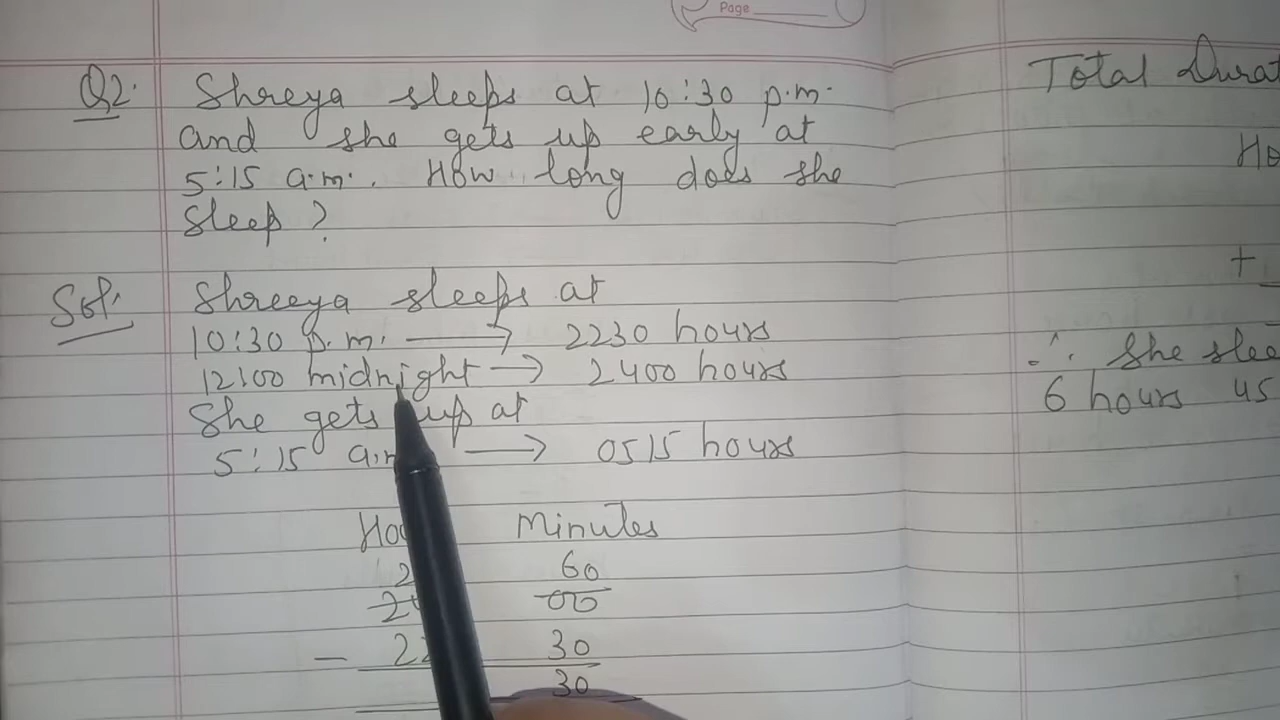 Page
Q2. Shreya sleeps at 10:30 p.m.
and she gets up early at
5:15 a.m. How long does she
sleep?
Sol. Shreeya sleeps at
10:30 p.m. → 2230 hours
12:00 midnight → 2400 hours
She gets up at
5:15 → 0515 hours
Minutes
60
00
− 30
30
Total
+
∴ She
6 hours 45